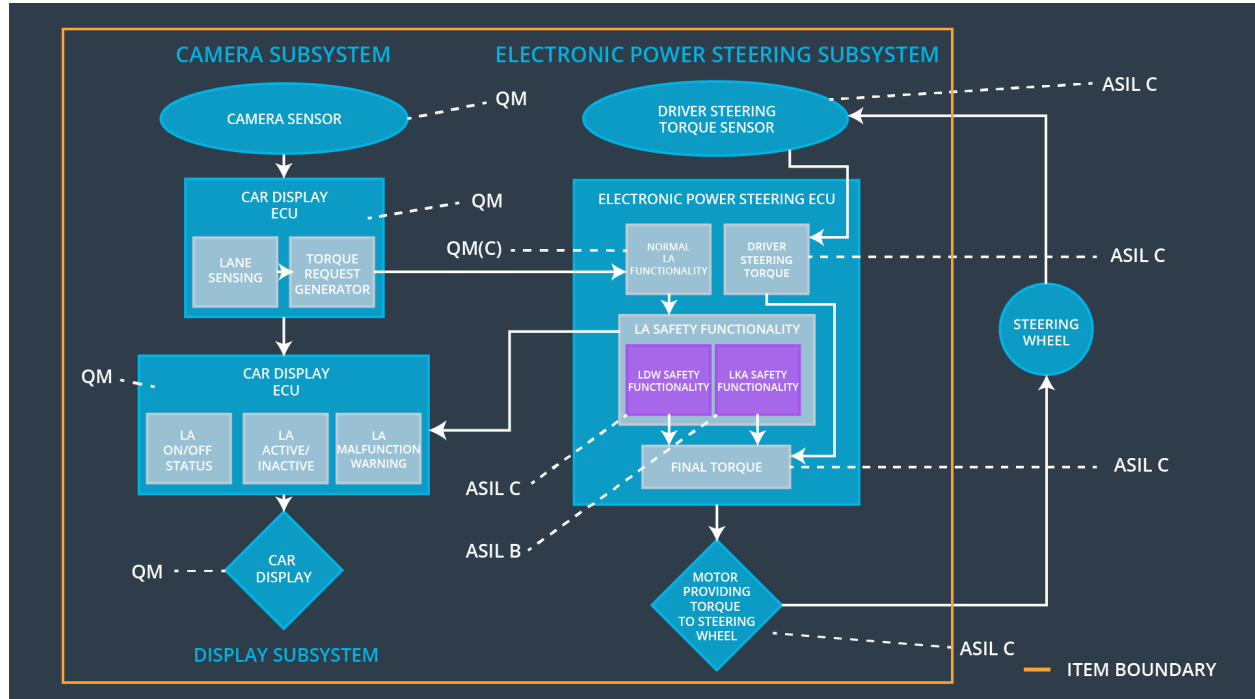 CAMERA SUBSYSTEM
ELECTRONIC POWER STEERING SUBSYSTEM
CAMERA SENSOR
QM
DRIVER STEERING
TORQUE SENSOR
ASIL C
CAR DISPLAY
ECU
QM
LANE
SENSING
TORQUE
REQUEST
GENERATOR
ELECTRONIC POWER STEERING ECU
QM(C)
NORMAL
LA
FUNCTIONALITY
DRIVER
STEERING
TORQUE
ASIL C
STEERING
WHEEL
LA SAFETY FUNCTIONALITY
LDW SAFETY
FUNCTIONALITY
LKA SAFETY
FUNCTIONALITY
QM
CAR DISPLAY
ECU
LA
ON/OFF
STATUS
LA
ACTIVE/
INACTIVE
LA
MALFUNCTION
WARNING
FINAL TORQUE
ASIL C
ASIL C
ASIL B
QM
CAR
DISPLAY
MOTOR
PROVIDING
TORQUE
TO STEERING
WHEEL
ASIL C
DISPLAY SUBSYSTEM
ITEM BOUNDARY